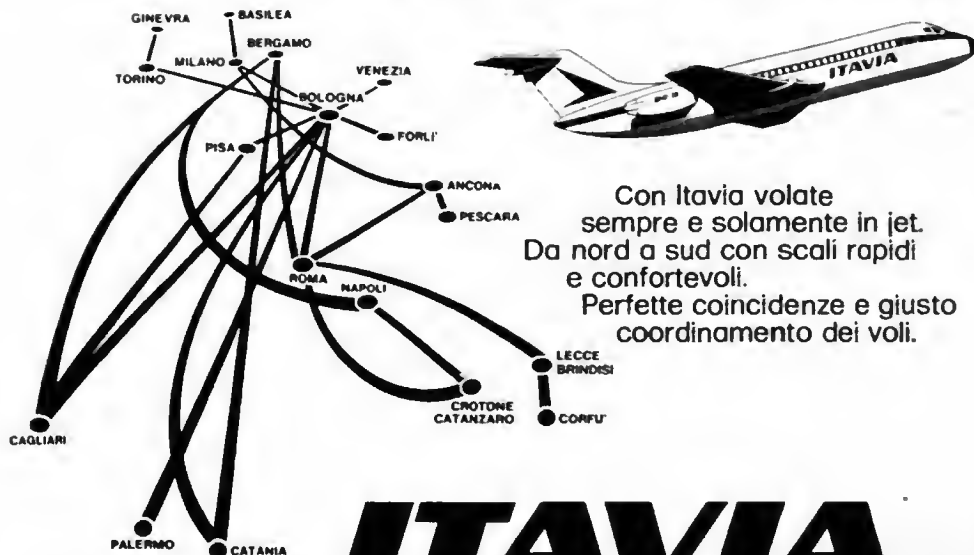 GINEVRA
BASILEA
BERGAMO
MILANO
TORINO
VENEZIA
BOLOGNA
FORLI'
PISA
ANCONA
PESCARA
ROMA
NAPOLI
LECCE
BRINDISI
CROTONE
CATANZARO
CORFU'
CAGLIARI
PALERMO
CATANIA
ITAVIA
Con Itavia volate
sempre e solamente in jet.
Da nord a sud con scali rapidi
e confortevoli.
Perfette coincidenze e giusto
coordinamento dei voli.
ITAVIA